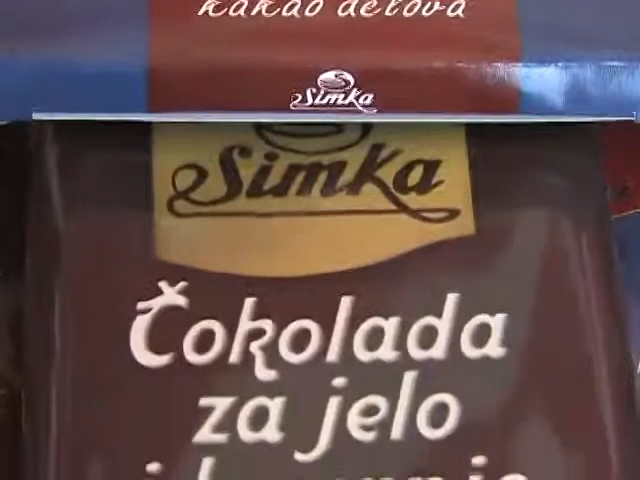 kakao delova
Simka
Simka
Čokolada
za jelo
i